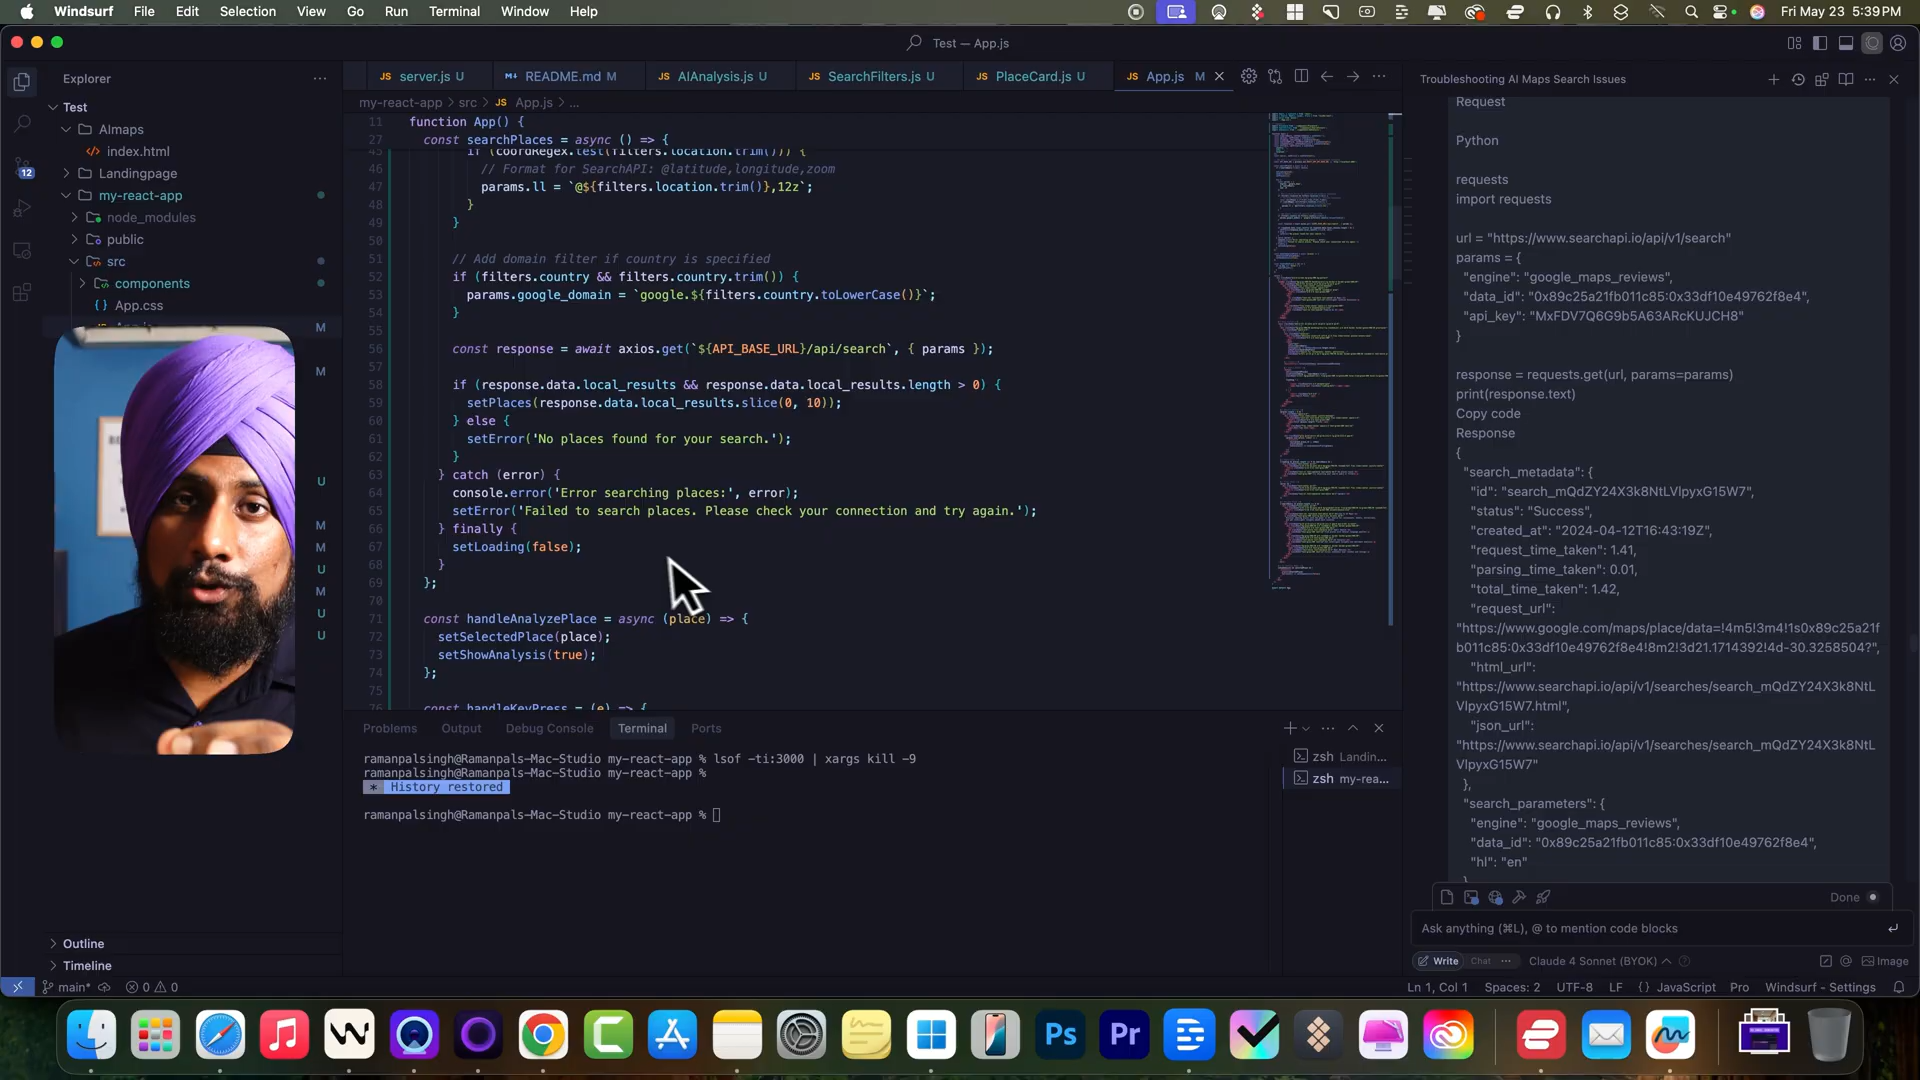 Windsurf File Edit Selection View Go Run Terminal Window Help
Fri May 23 5:39 PM
Test — App.js
Explorer
Test
AImaps
index.html
Landingpage
12
my-react-app
node_modules
public
src
components
App.css
M
M
U
M
M
U
M
U
U
Outline
Timeline
server.js U
README.md M
AIAnalysis.js U
SearchFilters.js U
PlaceCard.js U
App.js M
my-react-app > src > JS App.js > ...
11 function App() {
27 const searchPlaces = async () => {
45 if (coordRegex.test(filters.location.trim())) {
46 // Format for SearchAPI: @latitude,longitude,zoom
47 params.ll = `@${filters.location.trim()},12z`;
48 }
49 }
50
51 // Add domain filter if country is specified
52 if (filters.country && filters.country.trim()) {
53 params.google_domain = `google.${filters.country.toLowerCase()}`;
54 }
55
56 const response = await axios.get(`${API_BASE_URL}/api/search`, { params });
57
58 if (response.data.local_results && response.data.local_results.length > 0) {
59 setPlaces(response.data.local_results.slice(0, 10));
60 } else {
61 setError('No places found for your search.');
62 }
63 } catch (error) {
64 console.error('Error searching places:', error);
65 setError('Failed to search places. Please check your connection and try again.');
66 } finally {
67 setLoading(false);
68 }
69 };
70
71 const handleAnalyzePlace = async (place) => {
72 setSelectedPlace(place);
73 setShowAnalysis(true);
74 };
75
76 const handleKeyPress = (e) => {
Problems Output Debug Console Terminal Ports
ramanpalsingh@Ramanpals-Mac-Studio my-react-app % lsof -ti:3000 | xargs kill -9
ramanpalsingh@Ramanpals-Mac-Studio my-react-app %
* History restored
ramanpalsingh@Ramanpals-Mac-Studio my-react-app %
zsh Landin...
zsh my-rea...
Troubleshooting AI Maps Search Issues
Request
Python
requests
import requests
url = "https://www.searchapi.io/api/v1/search"
params = {
"engine": "google_maps_reviews",
"data_id": "0x89c25a21fb011c85:0x33df10e49762f8e4",
"api_key": "MxFDV7Q6G9b5A63ARcKUJCH8"
}
response = requests.get(url, params=params)
print(response.text)
Copy code
Response
{
"search_metadata": {
"id": "search_mQdZY24X3k8NtLVlpyxG15W7",
"status": "Success",
"created_at": "2024-04-12T16:43:19Z",
"request_time_taken": 1.41,
"parsing_time_taken": 0.01,
"total_time_taken": 1.42,
"request_url":
"https://www.google.com/maps/place/data=!4m5!3m4!1s0x89c25a21f
b011c85:0x33df10e49762f8e4!8m2!3d21.1714392!4d-30.3258504?",
"html_url":
"https://www.searchapi.io/api/v1/searches/search_mQdZY24X3k8NtL
VlpyxG15W7.html",
"json_url":
"https://www.searchapi.io/api/v1/searches/search_mQdZY24X3k8NtL
VlpyxG15W7"
},
"search_parameters": {
"engine": "google_maps_reviews",
"data_id": "0x89c25a21fb011c85:0x33df10e49762f8e4",
"hl": "en"
}
Done
Ask anything (⌘L), @ to mention code blocks
Write Chat ... Claude 4 Sonnet (BYOK)
Image
main* 0 0
Ln 1, Col 1 Spaces: 2 UTF-8 LF {} JavaScript Pro Windsurf - Settings
Ps
Pr